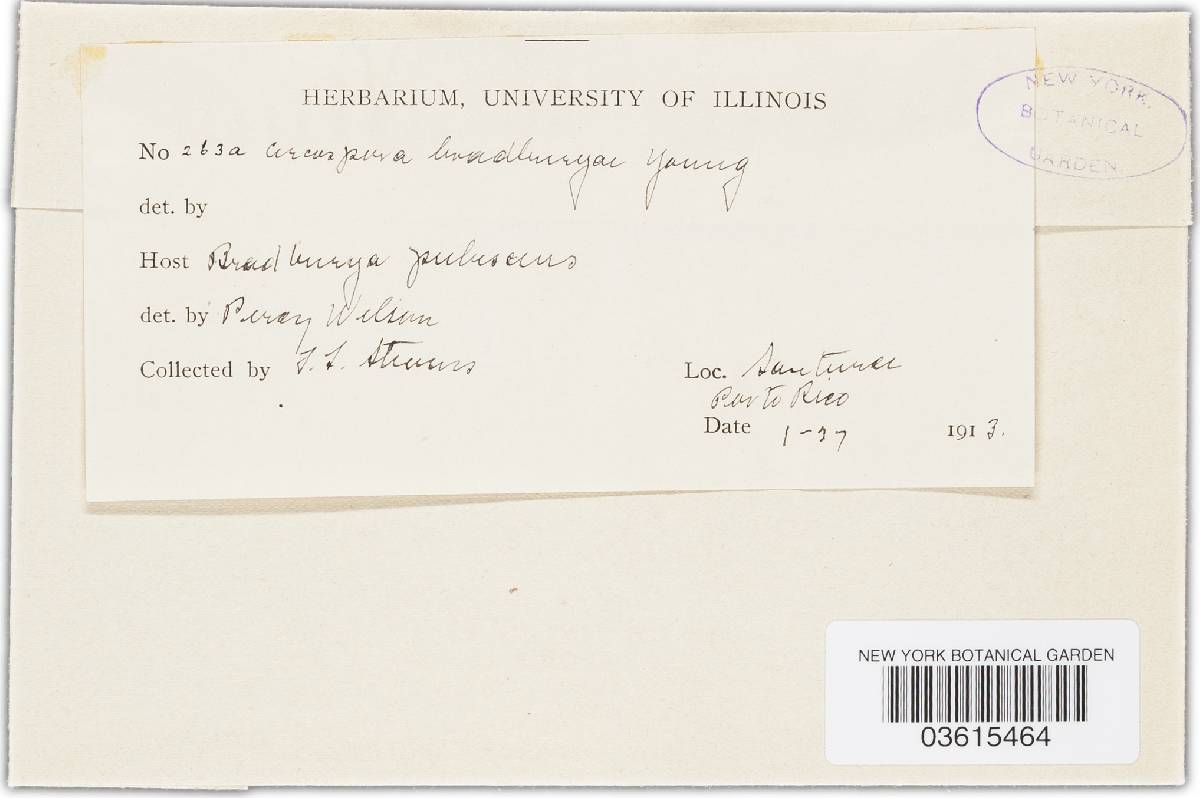 HERBARIUM, UNIVERSITY OF ILLINOIS
No 263a Cercospora bradburyae Young
det. by
Host Bradburya pubescens
det. by Percy Wilson
Collected by F. L. Stevens
Loc. Santurce
Porto Rico
Date 1-27 1913.
NEW YORK
BOTANICAL
GARDEN
NEW YORK BOTANICAL GARDEN
03615464